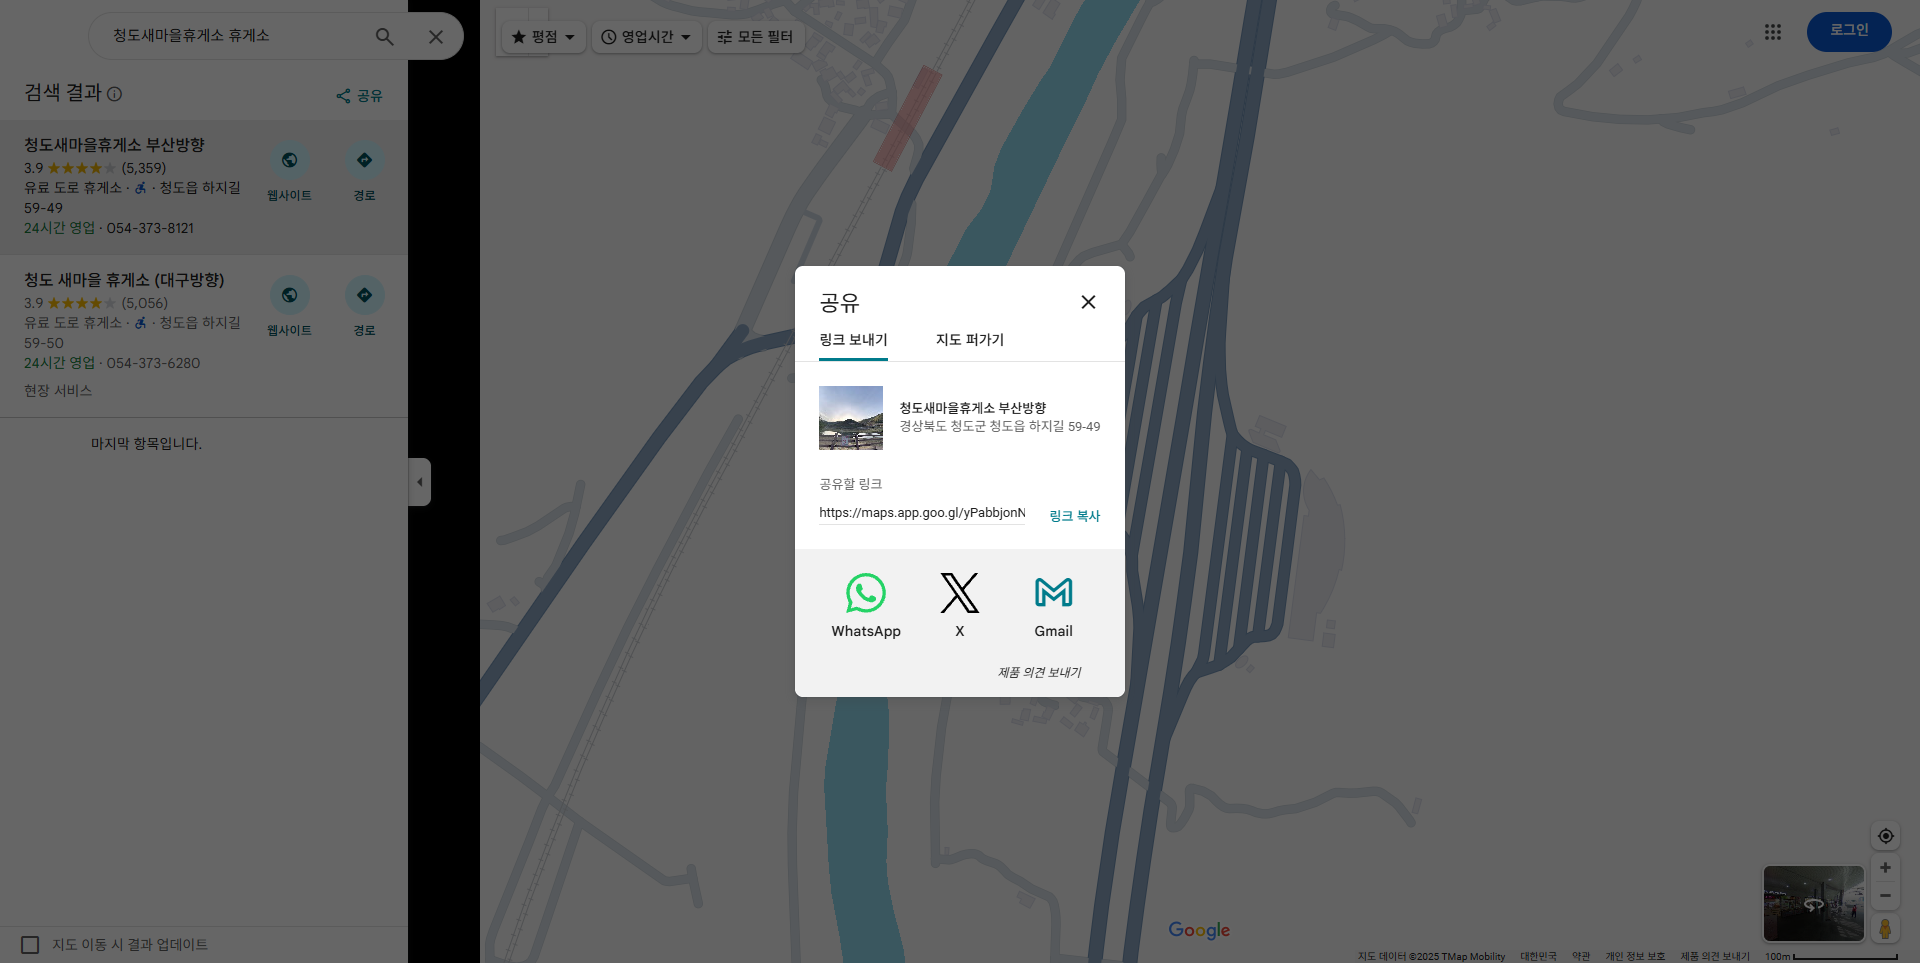 청도새마을휴게소 휴게소
평점
영업시간
모든 필터
로그인
검색 결과
공유
청도새마을휴게소 부산방향
3.9 (5,359)
유료 도로 휴게소 · 청도읍 하지길
59-49
24시간 영업 · 054-373-8121
웹사이트
경로
청도 새마을 휴게소 (대구방향)
3.9 (5,056)
유료 도로 휴게소 · 청도읍 하지길
59-50
24시간 영업 · 054-373-6280
현장 서비스
웹사이트
경로
마지막 항목입니다.
지도 이동 시 결과 업데이트
공유
링크 보내기
지도 퍼가기
청도새마을휴게소 부산방향
경상북도 청도군 청도읍 하지길 59-49
공유할 링크
https://maps.app.goo.gl/yPabbjonN
링크 복사
WhatsApp
X
Gmail
제품 의견 보내기
Google
지도 데이터 ©2025 TMap Mobility 대한민국 약관 개인 정보 보호 제품 의견 보내기 100m